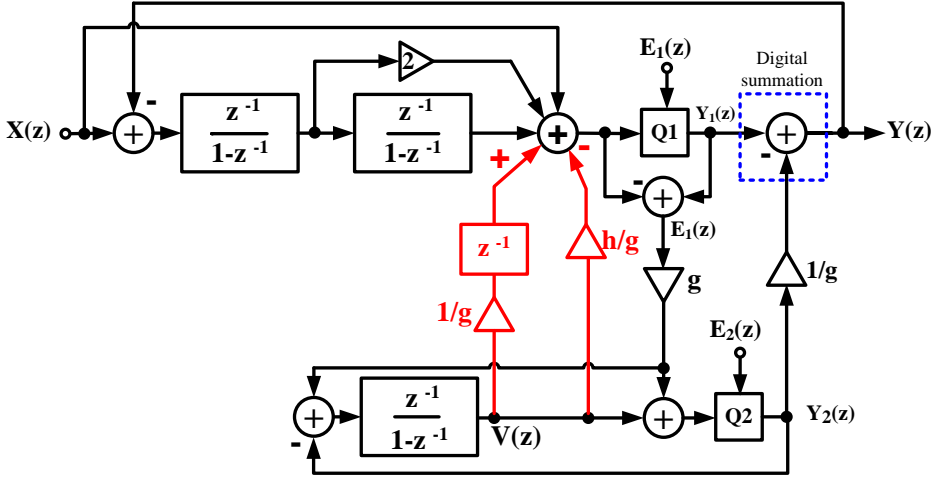 E₁(z)
Digital
summation
2
-
X(z)
z ⁻¹
1-z ⁻¹
z ⁻¹
1-z ⁻¹
+
+
-
Q1
Y₁(z)
+
-
Y(z)
+
-
+
-
E₁(z)
z ⁻¹
h/g
g
1/g
1/g
E₂(z)
+
-
z ⁻¹
1-z ⁻¹
V(z)
+
Q2
Y₂(z)